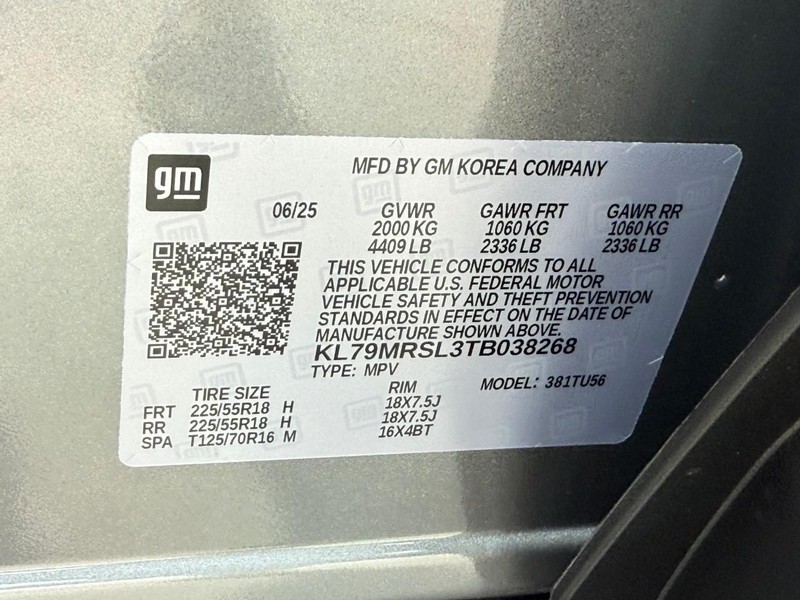 gm
MFD BY GM KOREA COMPANY
06/25 GVWR GAWR FRT GAWR RR
2000 KG 1060 KG 1060 KG
4409 LB 2336 LB 2336 LB
THIS VEHICLE CONFORMS TO ALL
APPLICABLE U.S. FEDERAL MOTOR
VEHICLE SAFETY AND THEFT PREVENTION
STANDARDS IN EFFECT ON THE DATE OF
MANUFACTURE SHOWN ABOVE.
KL79MRSL3TB038268
TYPE: MPV MODEL: 381TU56
TIRE SIZE RIM
FRT 225/55R18 H 18X7.5J
RR 225/55R18 H 18X7.5J
SPA T125/70R16 M 16X4BT